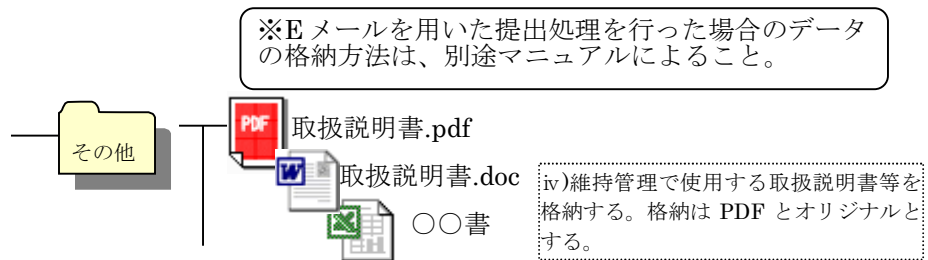 ※E メールを用いた提出処理を行った場合のデータ
の格納方法は、別途マニュアルによること。
PDF
取扱説明書.pdf
その他
W
取扱説明書.doc
X
〇〇書
ⅳ)維持管理で使用する取扱説明書等を
格納する。格納は PDF とオリジナルと
する。